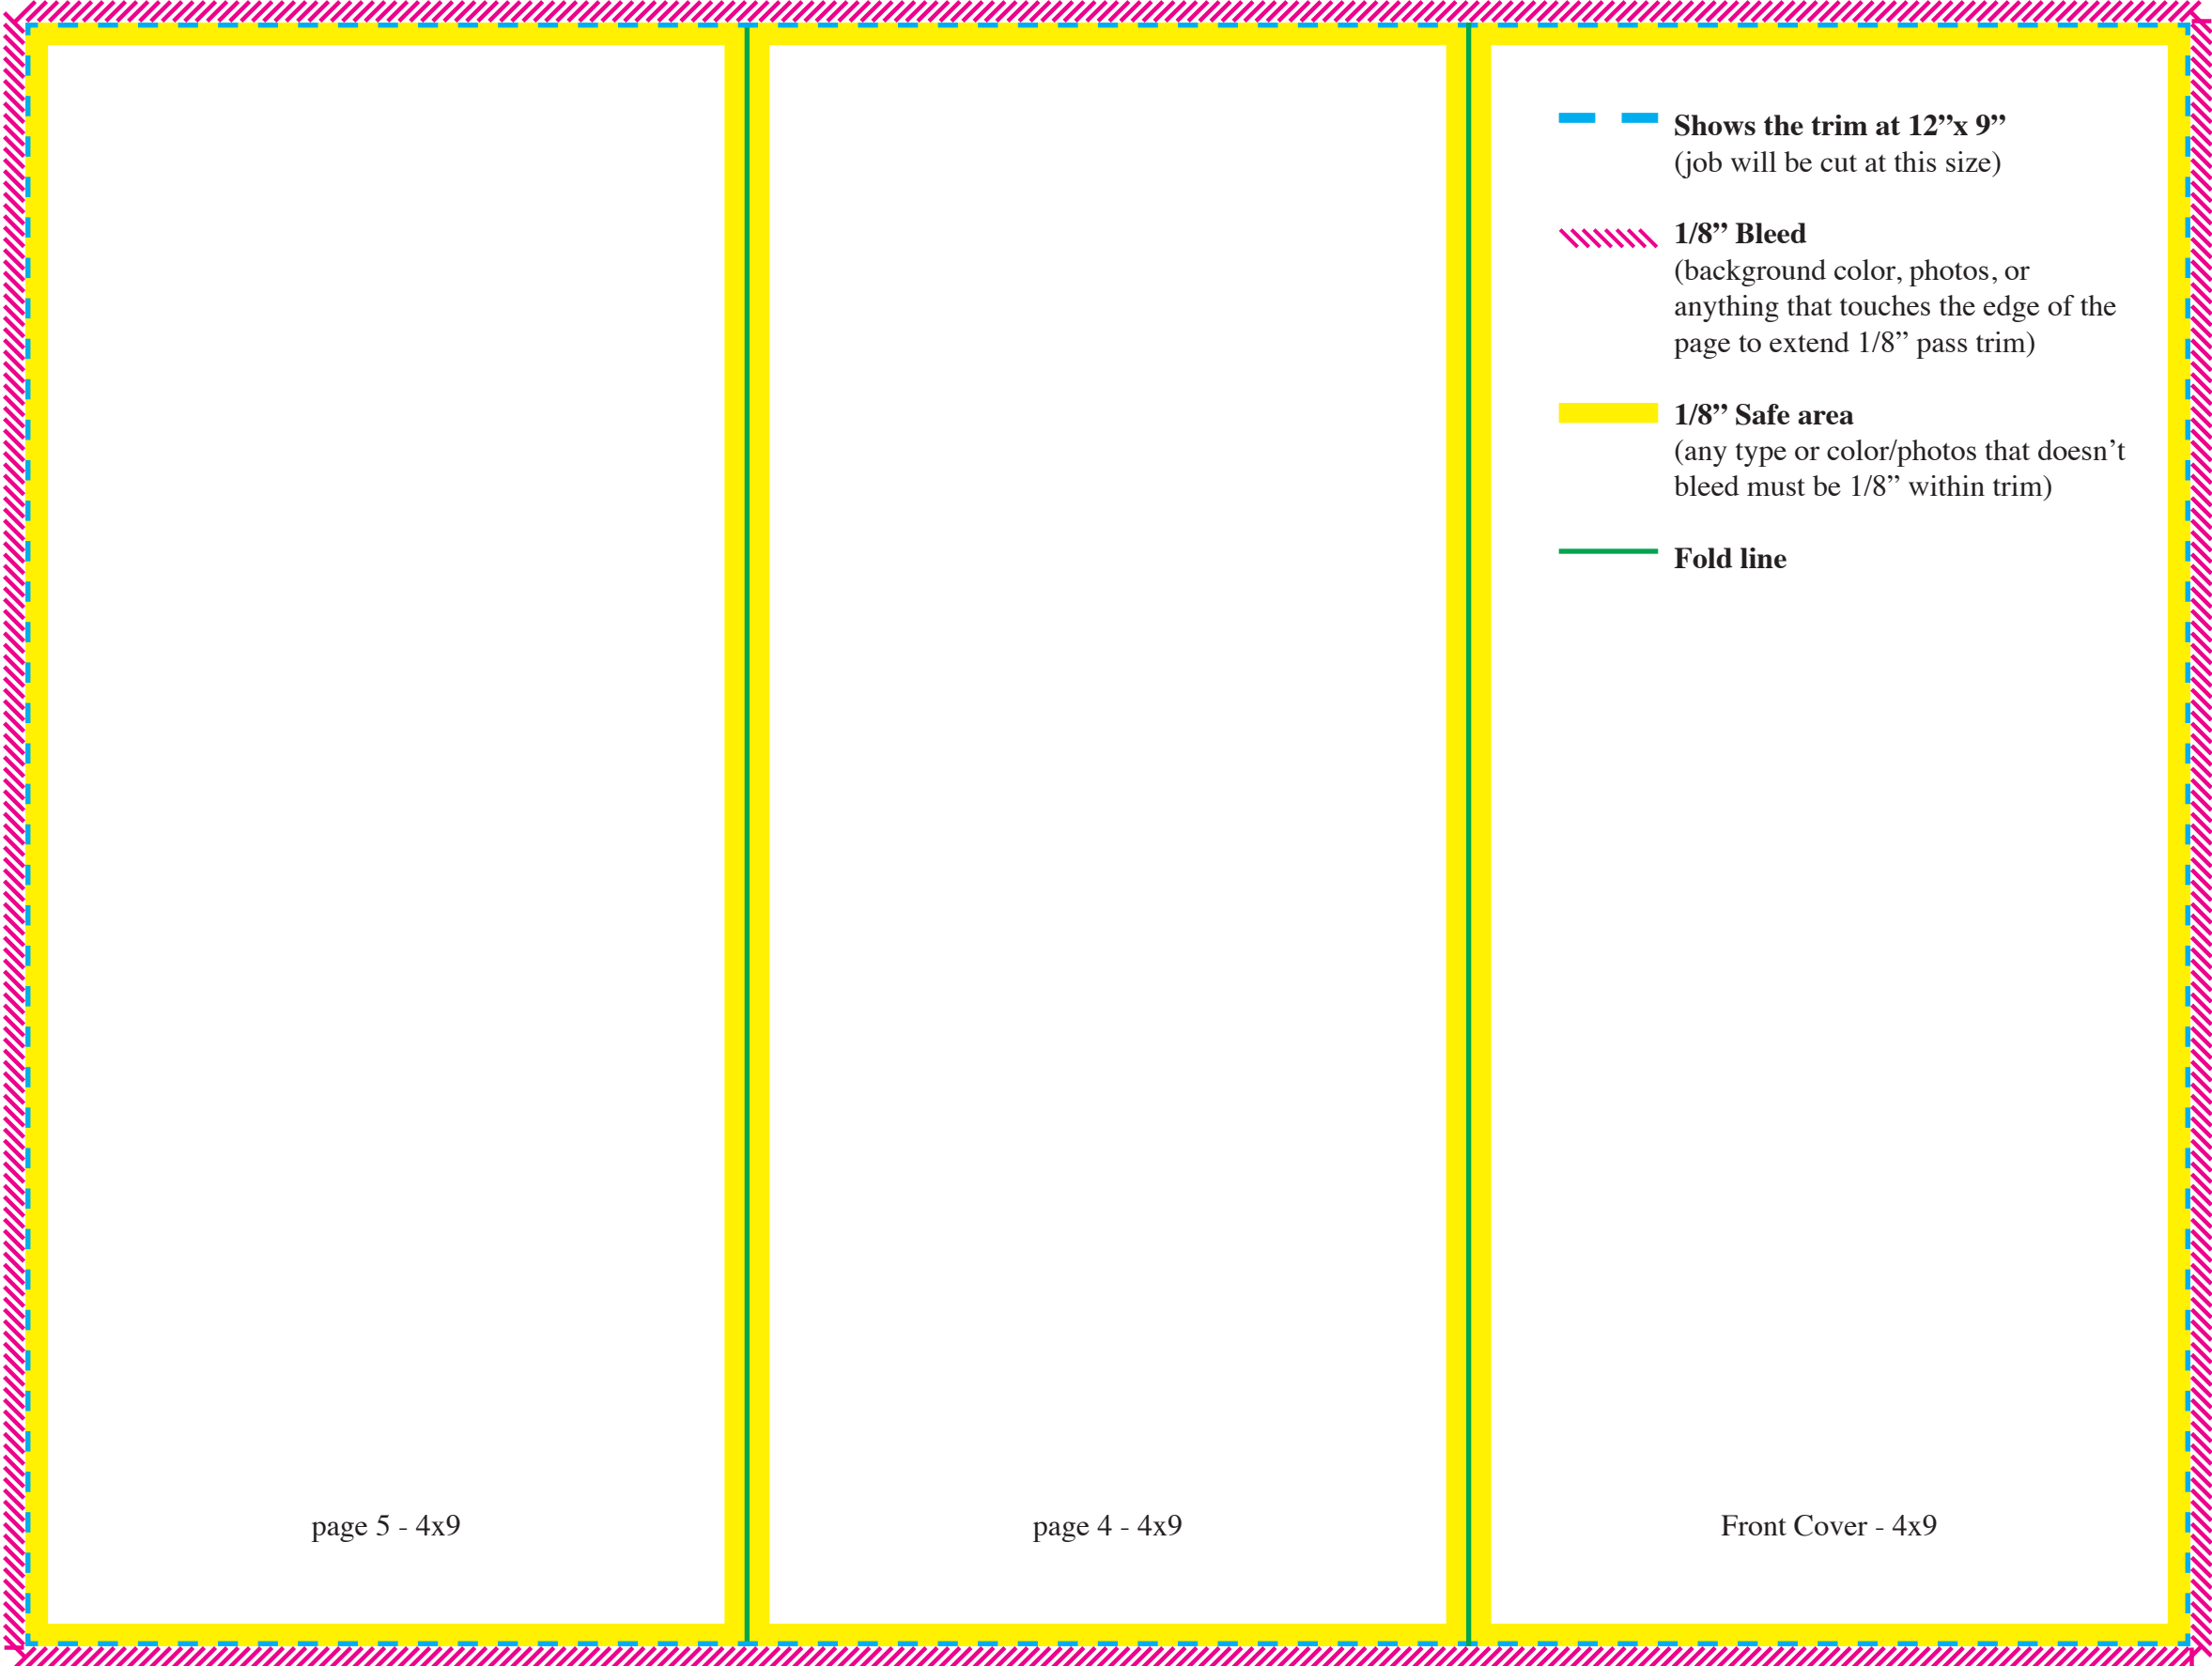 Shows the trim at 12”x 9”
(job will be cut at this size)
1/8” Bleed
(background color, photos, or
anything that touches the edge of the
page to extend 1/8” pass trim)
1/8” Safe area
(any type or color/photos that doesn’t
bleed must be 1/8” within trim)
Fold line
page 5 - 4x9
page 4 - 4x9
Front Cover - 4x9